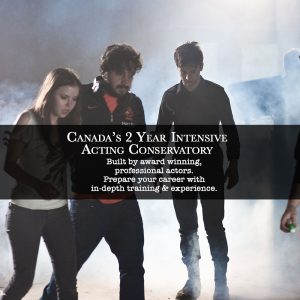 Canada's 2 Year Intensive
Acting Conservatory
Built by award winning,
professional actors.
Prepare your career with
in-depth training & experience.